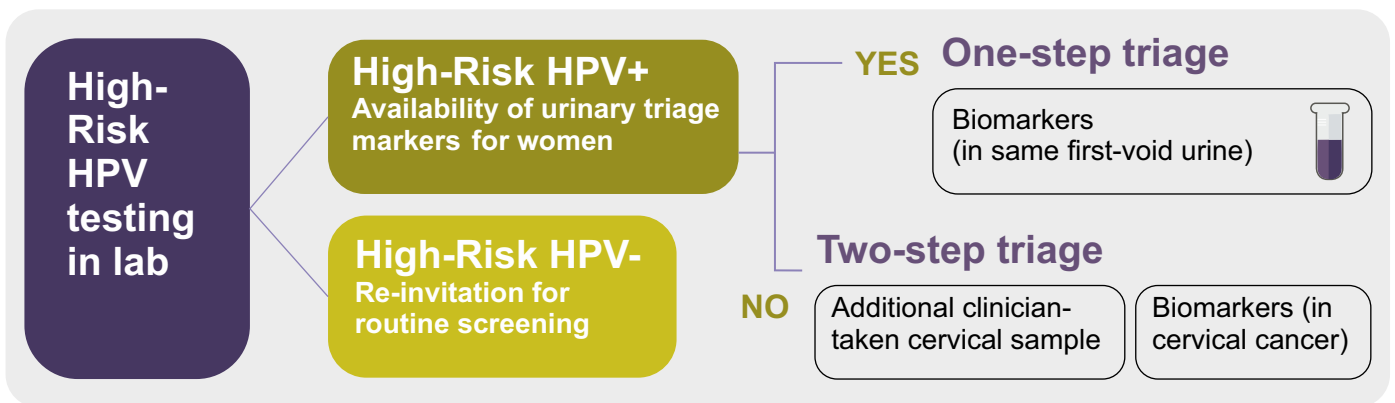 High-
Risk
HPV
testing
in lab
High-Risk HPV+
Availability of urinary triage
markers for women
High-Risk HPV-
Re-invitation for
routine screening
YES
One-step triage
Biomarkers
(in same first-void urine)
Two-step triage
NO
Additional clinician-
taken cervical sample
Biomarkers (in
cervical cancer)